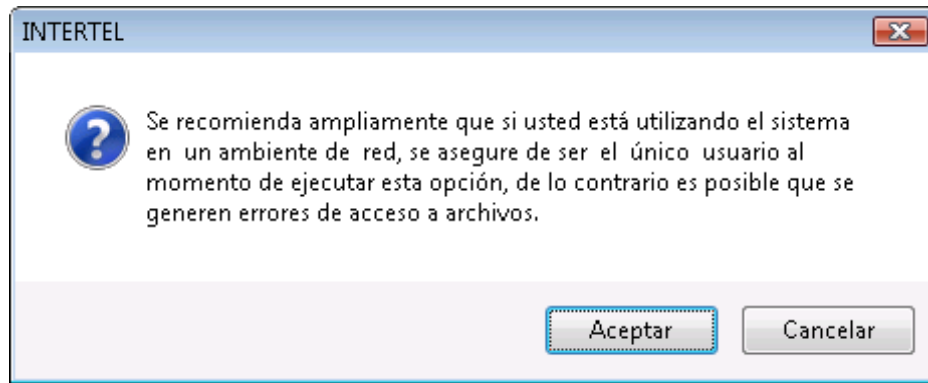 INTERTEL
Se recomienda ampliamente que si usted está utilizando el sistema
en un ambiente de red, se asegure de ser el único usuario al
momento de ejecutar esta opción, de lo contrario es posible que se
generen errores de acceso a archivos.
Aceptar Cancelar